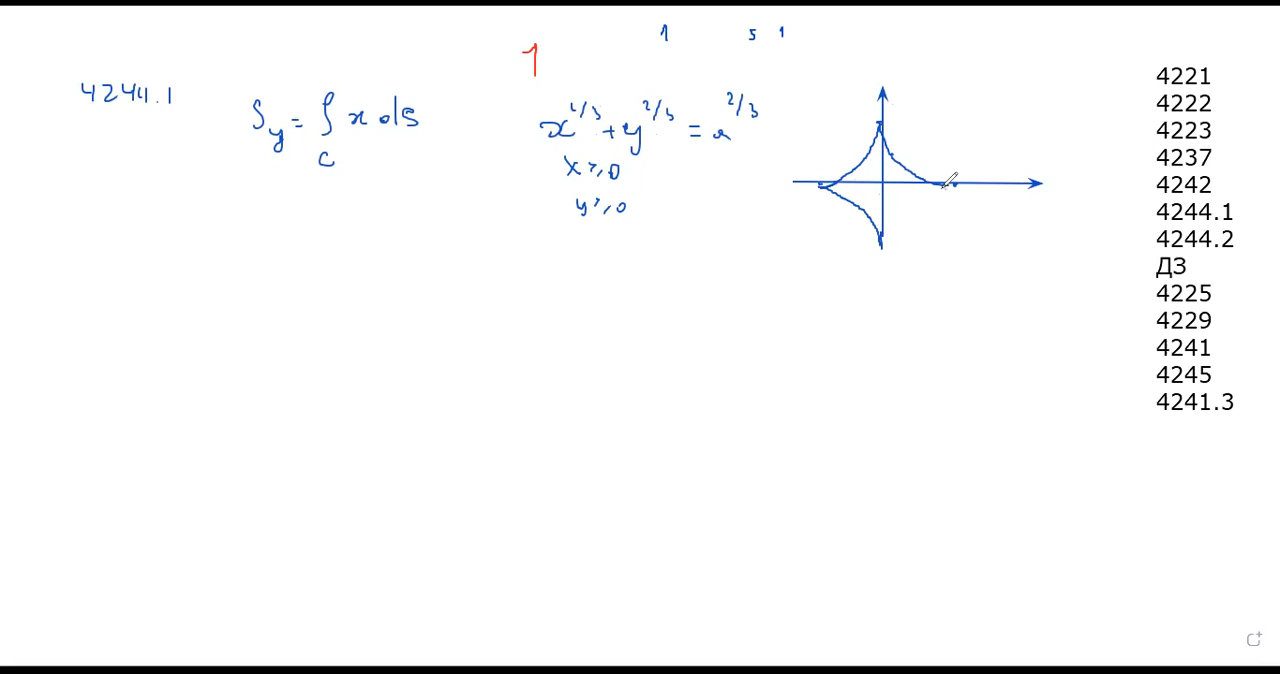 1 5 1
1
4244.1
S_y = ∫_C x ds
x^{2/3} + y^{2/3} = a^{2/3}
x ≥ 0
y ≥ 0
4221
4222
4223
4237
4242
4244.1
4244.2
ДЗ
4225
4229
4241
4245
4241.3